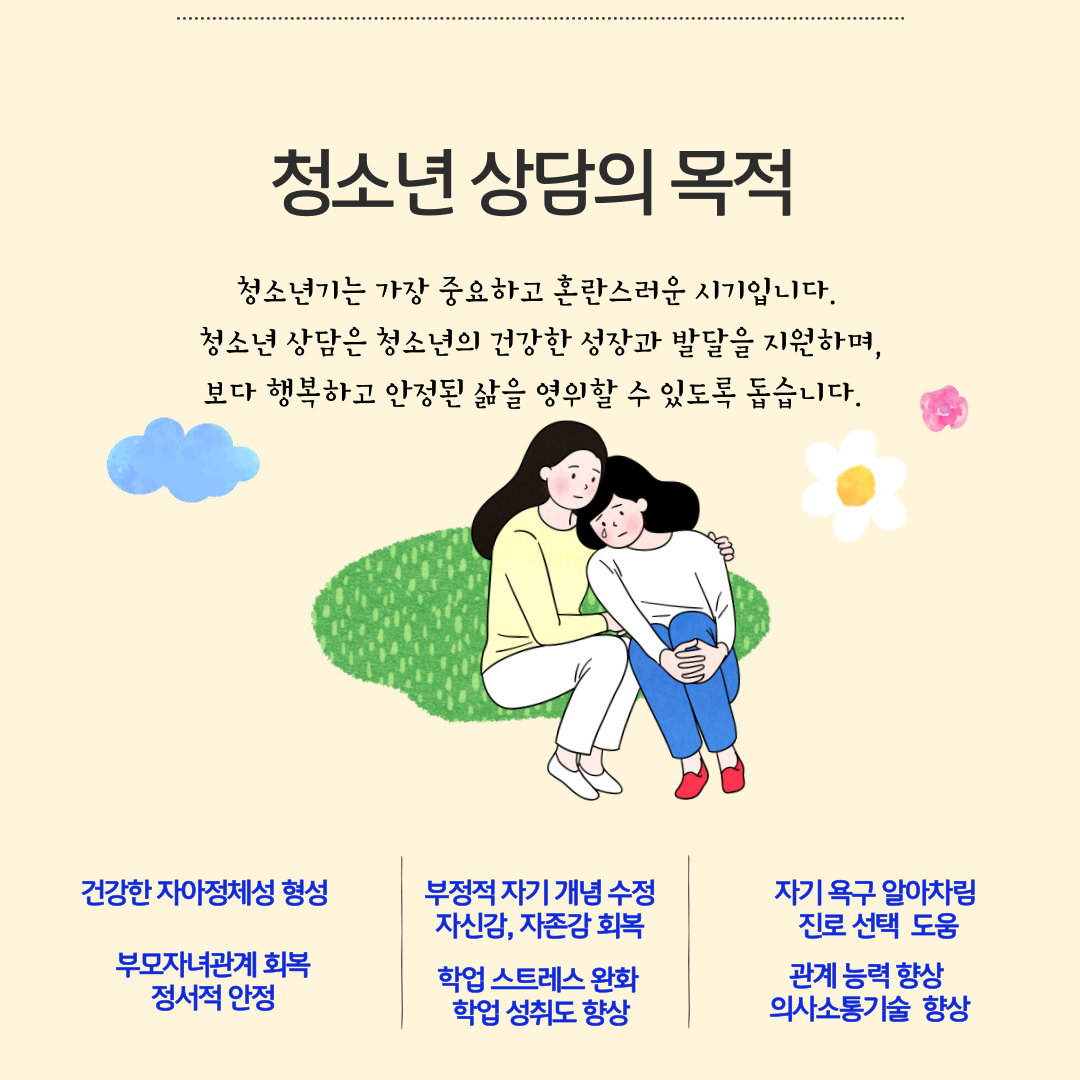 청소년 상담의 목적
청소년기는 가장 중요하고 혼란스러운 시기입니다.
청소년 상담은 청소년의 건강한 성장과 발달을 지원하며,
보다 행복하고 안정된 삶을 영위할 수 있도록 돕습니다.
건강한 자아정체성 형성
부모자녀관계 회복
정서적 안정
부정적 자기 개념 수정
자신감, 자존감 회복
학업 스트레스 완화
학업 성취도 향상
자기 욕구 알아차림
진로 선택 도움
관계 능력 향상
의사소통기술 향상